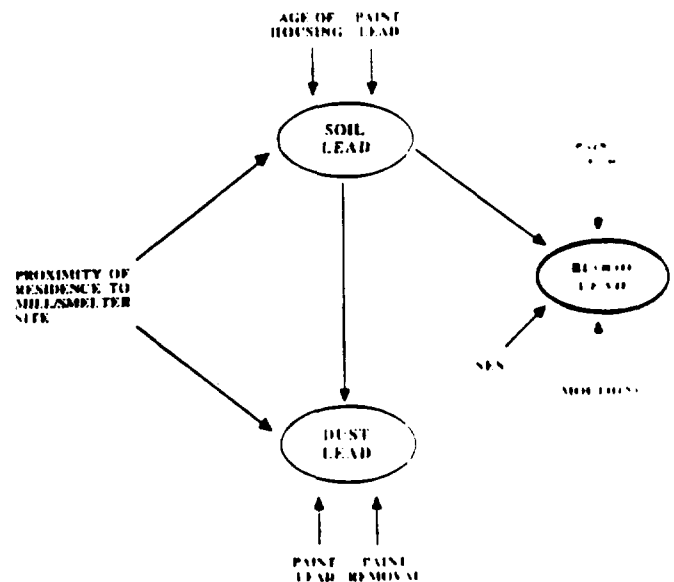 AGE OF PAINT
HOUSING LEAD
SOIL
LEAD
PROXIMITY OF
RESIDENCE TO
MILL/SMELTER
SITE
LEAD
SES
DUST
LEAD
PAINT PAINT
LEAD REMOVAL